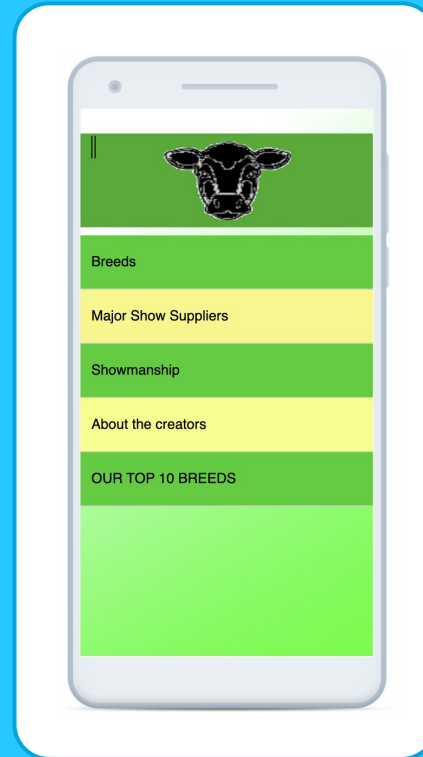 Breeds
Major Show Suppliers
Showmanship
About the creators
OUR TOP 10 BREEDS